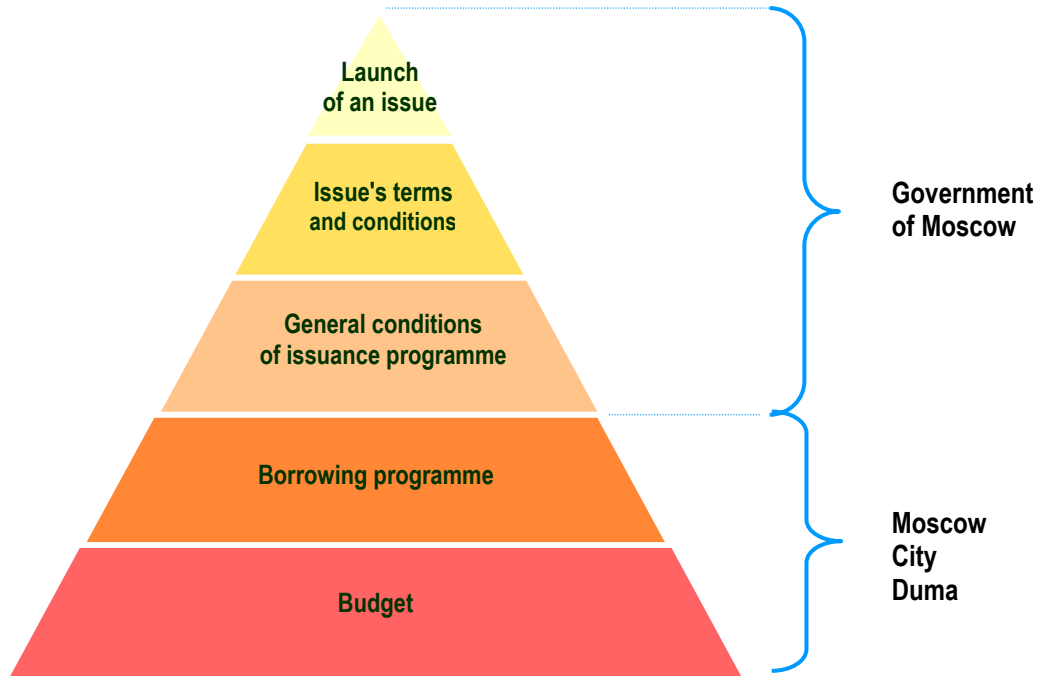 Launch
of an issue
Issue's terms
and conditions
General conditions
of issuance programme
Borrowing programme
Budget
Government
of Moscow
Moscow
City
Duma